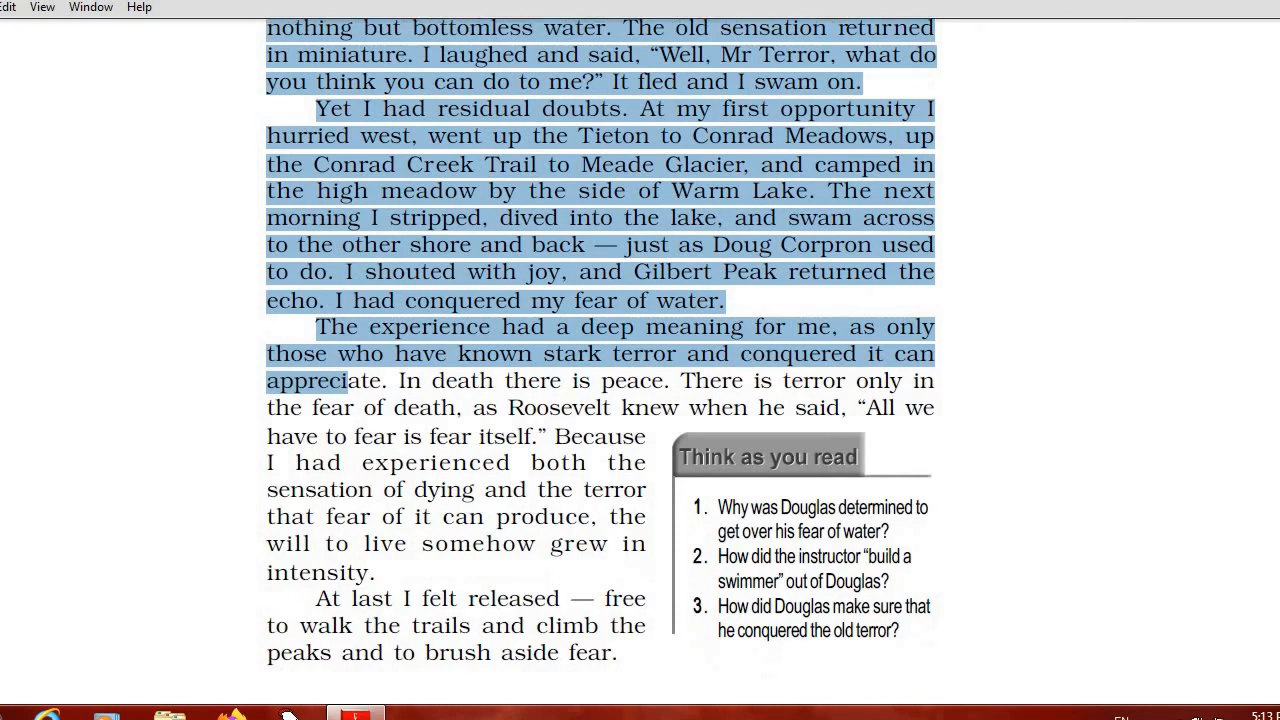 Edit View Window Help
nothing but bottomless water. The old sensation returned
in miniature. I laughed and said, “Well, Mr Terror, what do
you think you can do to me?” It fled and I swam on.
Yet I had residual doubts. At my first opportunity I
hurried west, went up the Tieton to Conrad Meadows, up
the Conrad Creek Trail to Meade Glacier, and camped in
the high meadow by the side of Warm Lake. The next
morning I stripped, dived into the lake, and swam across
to the other shore and back — just as Doug Corpron used
to do. I shouted with joy, and Gilbert Peak returned the
echo. I had conquered my fear of water.
The experience had a deep meaning for me, as only
those who have known stark terror and conquered it can
appreciate. In death there is peace. There is terror only in
the fear of death, as Roosevelt knew when he said, “All we
have to fear is fear itself.” Because
I had experienced both the
sensation of dying and the terror
that fear of it can produce, the
will to live somehow grew in
intensity.
At last I felt released — free
to walk the trails and climb the
peaks and to brush aside fear.
Think as you read
1. Why was Douglas determined to
get over his fear of water?
2. How did the instructor “build a
swimmer” out of Douglas?
3. How did Douglas make sure that
he conquered the old terror?
EN
5:13